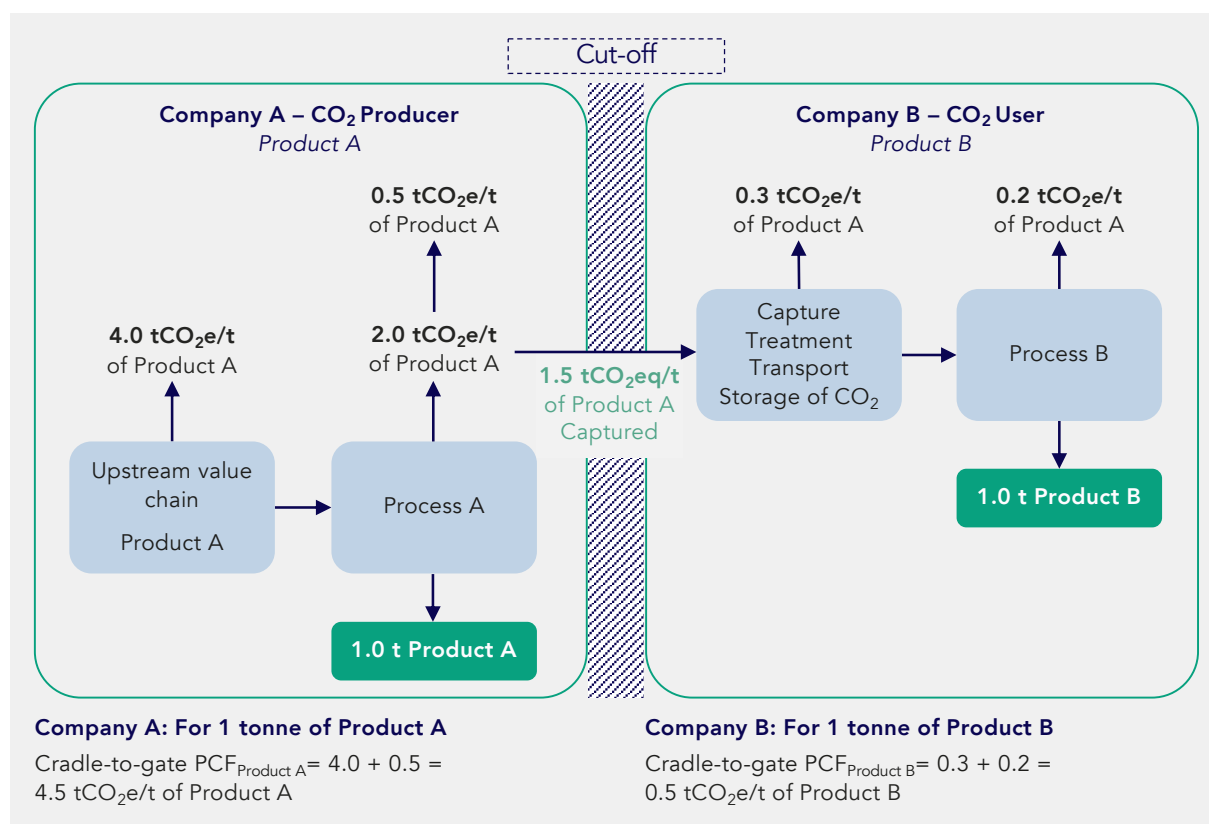 Cut-off
Company A – CO₂ Producer
Product A
0.5 tCO₂e/t
of Product A
4.0 tCO₂e/t
of Product A
2.0 tCO₂e/t
of Product A
1.5 tCO₂eq/t
of Product A
Captured
Upstream value
chain
Product A
Process A
1.0 t Product A
Company B – CO₂ User
Product B
0.3 tCO₂e/t
of Product A
0.2 tCO₂e/t
of Product A
Capture
Treatment
Transport
Storage of CO₂
Process B
1.0 t Product B
Company A: For 1 tonne of Product A
Cradle-to-gate PCFProduct A= 4.0 + 0.5 =
4.5 tCO₂e/t of Product A
Company B: For 1 tonne of Product B
Cradle-to-gate PCFProduct B= 0.3 + 0.2 =
0.5 tCO₂e/t of Product B